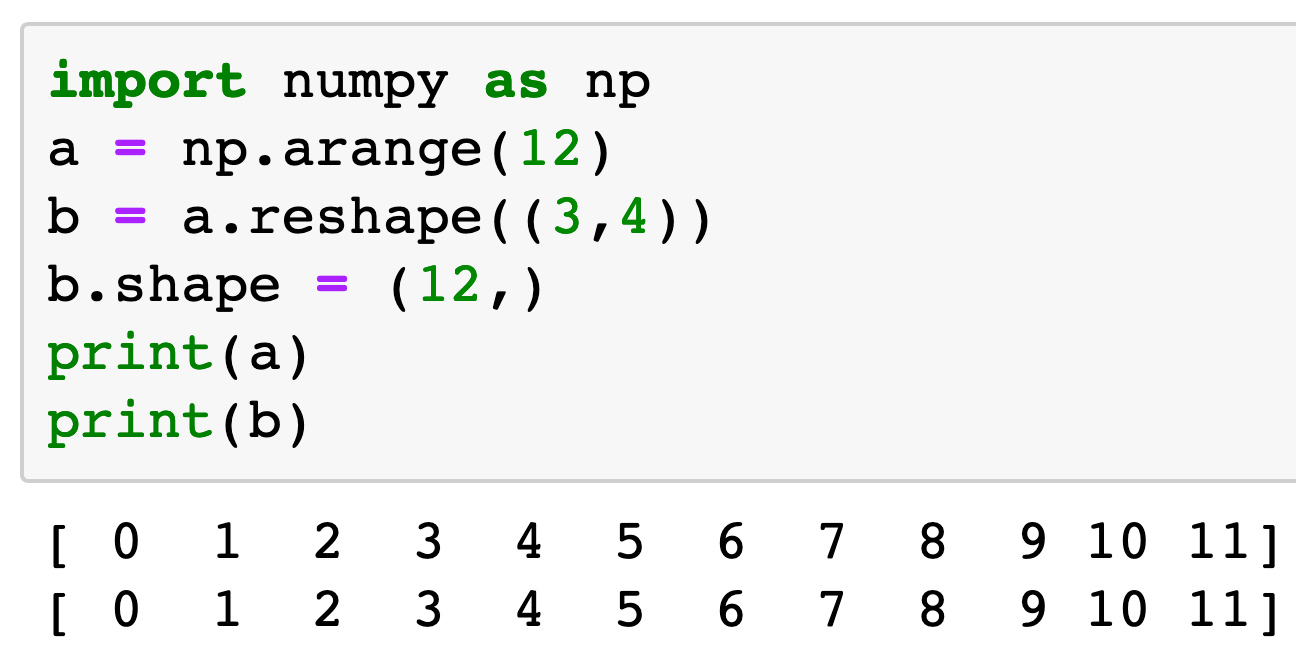 import numpy as np
a = np.arange(12)
b = a.reshape((3,4))
b.shape = (12,)
print(a)
print(b)
[ 0  1  2  3  4  5  6  7  8  9 10 11]
[ 0  1  2  3  4  5  6  7  8  9 10 11]